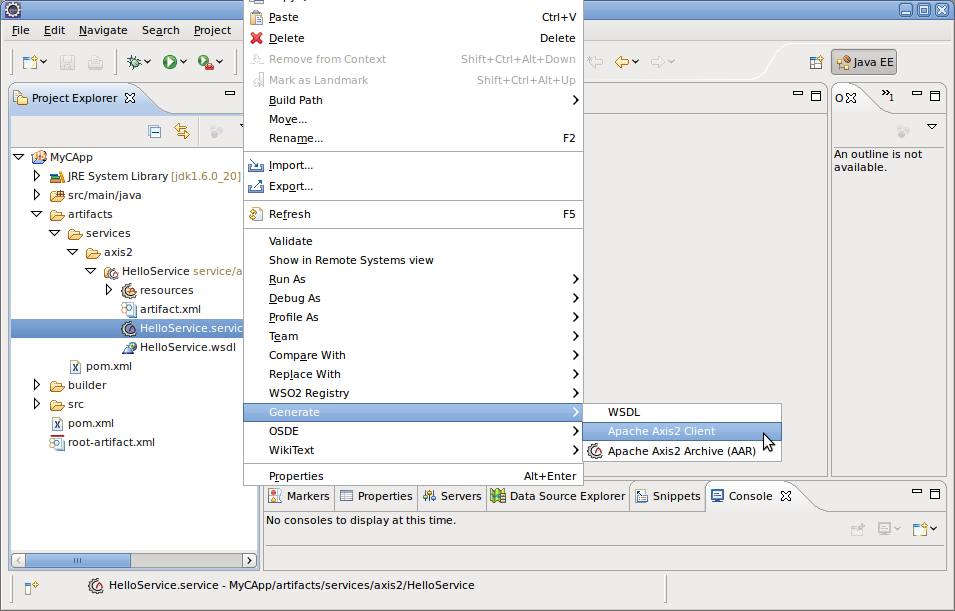 File Edit Navigate Search Project
Java EE
Project Explorer
MyCApp
JRE System Library [jdk1.6.0_20]
src/main/java
artifacts
services
axis2
HelloService service/a
resources
artifact.xml
HelloService.servic
HelloService.wsdl
pom.xml
builder
src
pom.xml
root-artifact.xml
Paste Ctrl+V
Delete Delete
Remove from Context Shift+Ctrl+Alt+Down
Mark as Landmark Shift+Ctrl+Alt+Up
Build Path
Move...
Rename... F2
Import...
Export...
Refresh F5
Validate
Show in Remote Systems view
Run As
Debug As
Profile As
Team
Compare With
Replace With
WSO2 Registry
Generate
OSDE
WikiText
Properties Alt+Enter
WSDL
Apache Axis2 Client
Apache Axis2 Archive (AAR)
O »1
An outline is not
available.
Markers Properties Servers Data Source Explorer Snippets Console
No consoles to display at this time.
HelloService.service - MyCApp/artifacts/services/axis2/HelloService